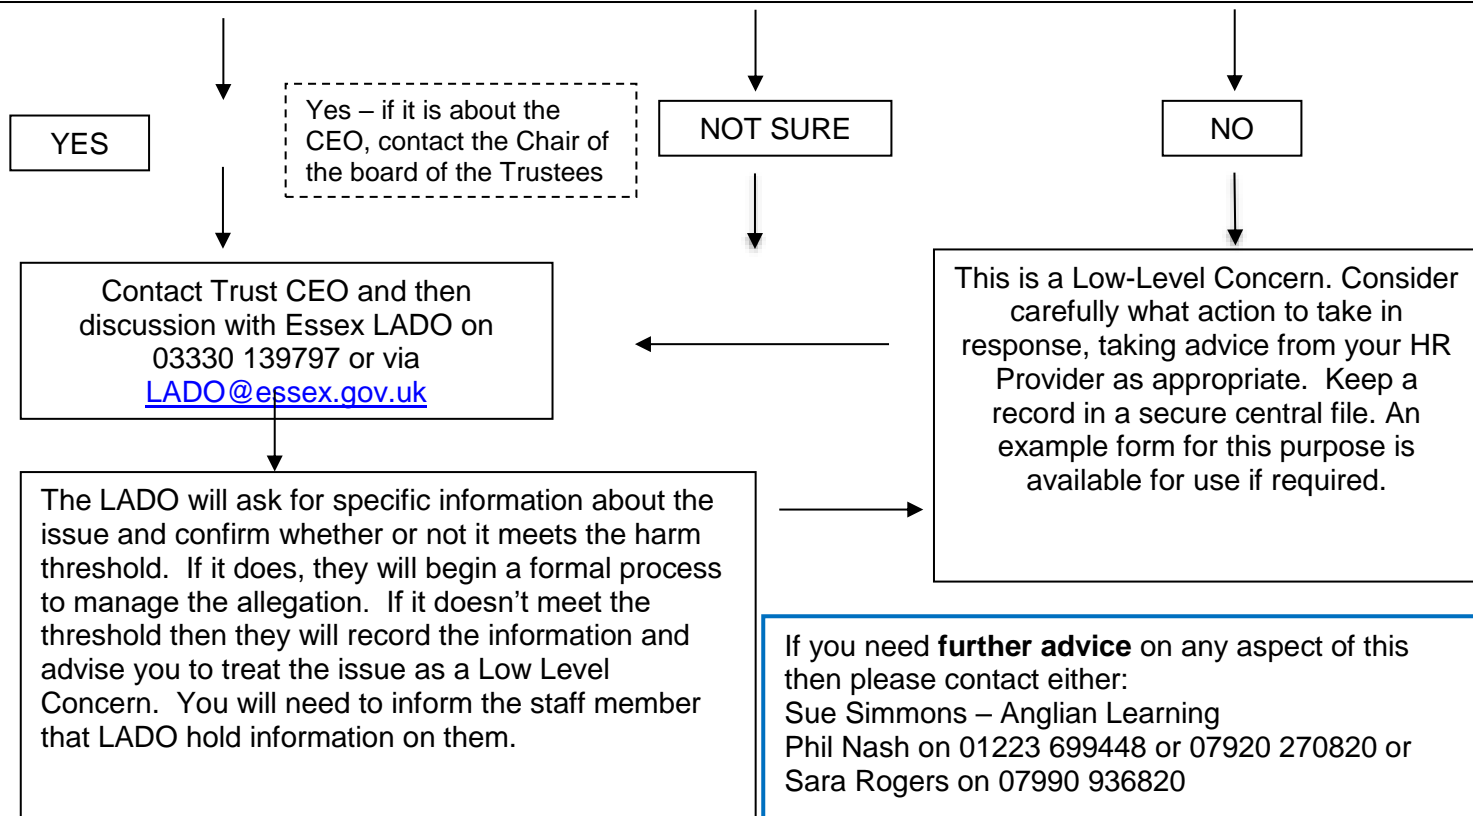 YES
Yes – if it is about the
CEO, contact the Chair of
the board of the Trustees
NOT SURE
NO
Contact Trust CEO and then
discussion with Essex LADO on
03330 139797 or via
LADO@essex.gov.uk
This is a Low-Level Concern. Consider
carefully what action to take in
response, taking advice from your HR
Provider as appropriate.  Keep a
record in a secure central file. An
example form for this purpose is
available for use if required.
The LADO will ask for specific information about the
issue and confirm whether or not it meets the harm
threshold.  If it does, they will begin a formal process
to manage the allegation.  If it doesn’t meet the
threshold then they will record the information and
advise you to treat the issue as a Low Level
Concern.  You will need to inform the staff member
that LADO hold information on them.
If you need further advice on any aspect of this
then please contact either:
Sue Simmons – Anglian Learning
Phil Nash on 01223 699448 or 07920 270820 or
Sara Rogers on 07990 936820